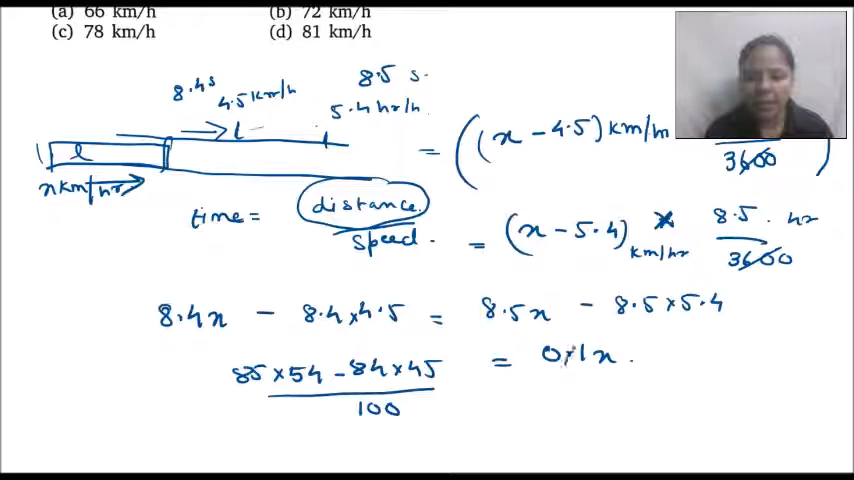 (a) 66 km/h (b) 72 km/h
(c) 78 km/h (d) 81 km/h
8.4s 8.5 s.
4.5 km/h 5.4 hr/h.
l l
x km/hr
= ((x - 4.5) km/h 3600)
time = distance. / speed.
= (x - 5.4) km/hr × 8.5 / 3600 . hr
8.4x - 8.4×4.5 = 8.5x - 8.5×5.4
85×54 - 84×45 / 100 = 0.1x .